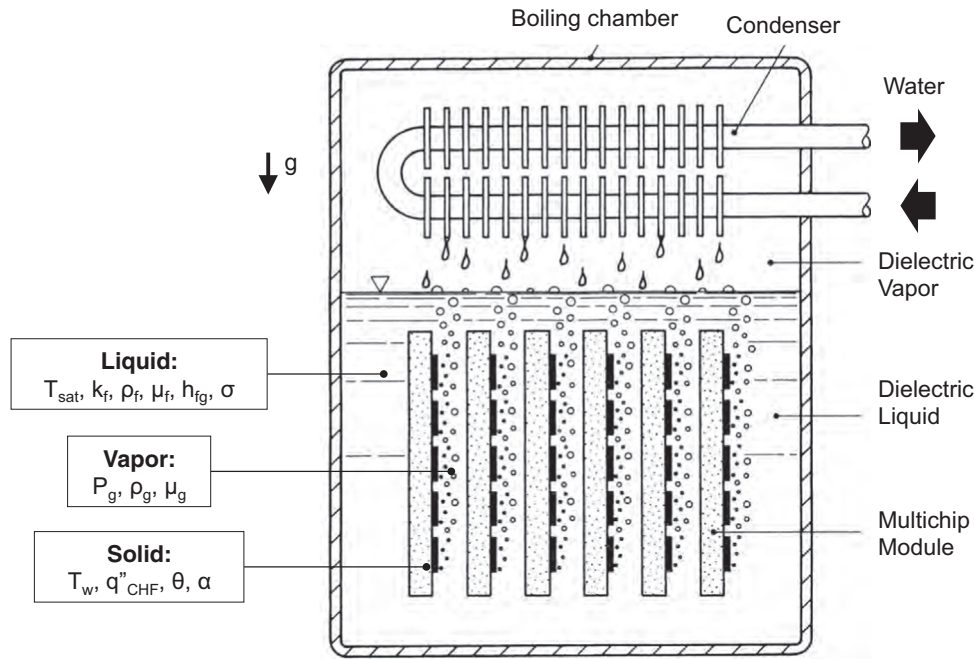 Boiling chamber
Condenser
Water
g
Dielectric
Vapor
Liquid:
T_sat, k_f, ρ_f, μ_f, h_fg, σ
Dielectric
Liquid
Vapor:
P_g, ρ_g, μ_g
Multichip
Module
Solid:
T_w, q"_CHF, θ, α